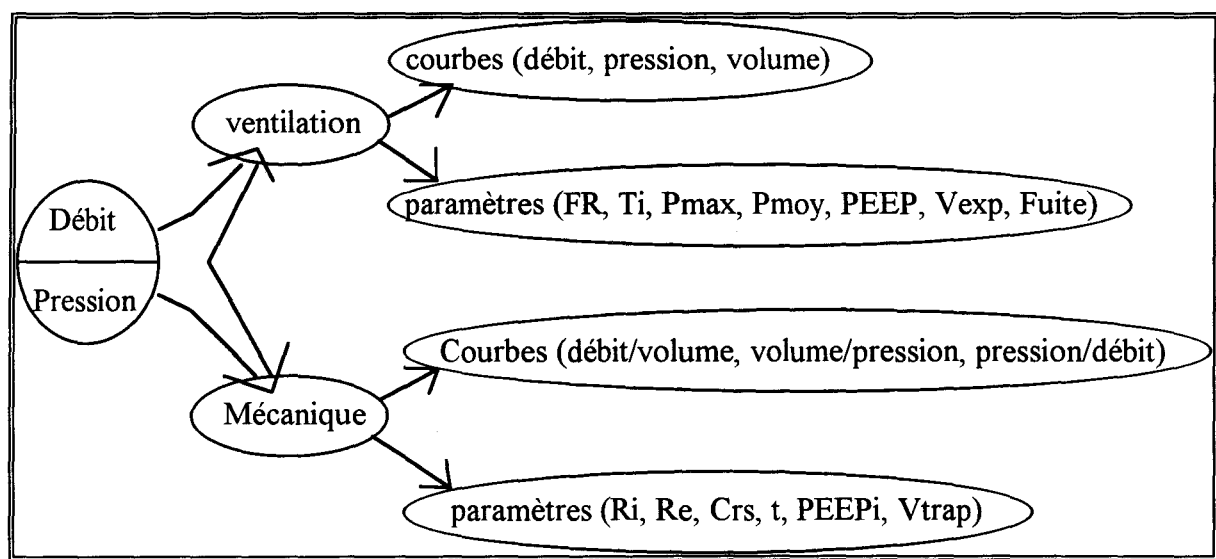 courbes (débit, pression, volume)
ventilation
paramètres (FR, Ti, Pmax, Pmoy, PEEP, Vexp, Fuite)
Débit
Pression
Courbes (débit/volume, volume/pression, pression/débit)
Mécanique
paramètres (Ri, Re, Crs, t, PEEPi, Vtrap)